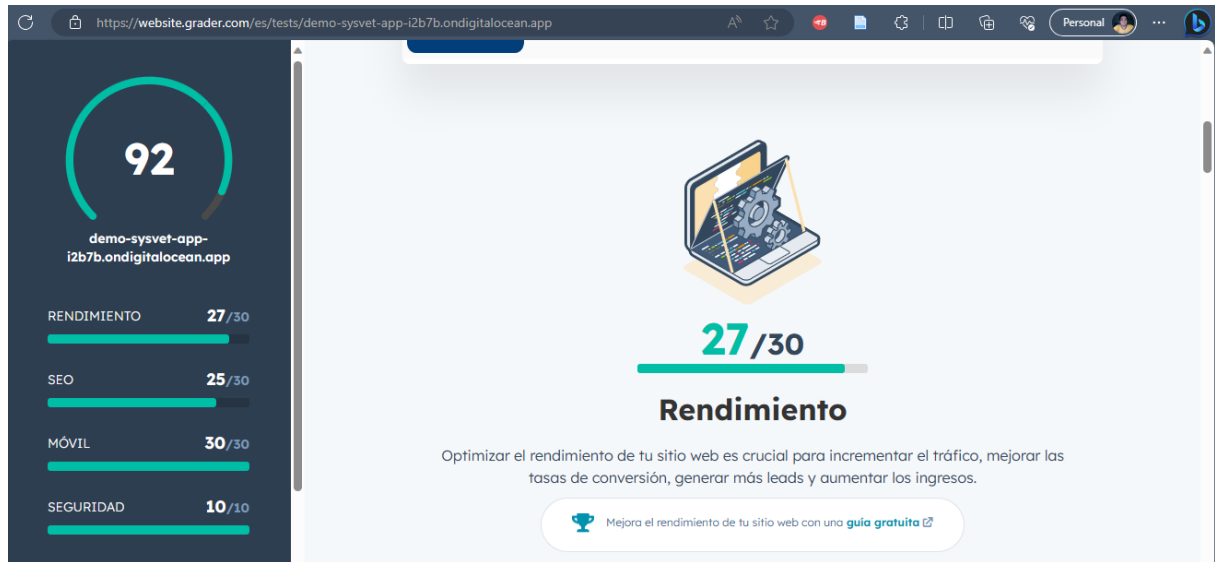 https://website.grader.com/es/tests/demo-sysvet-app-i2b7b.ondigitalocean.app
Personal
92
demo-sysvet-app-
i2b7b.ondigitalocean.app
RENDIMIENTO 27/30
SEO 25/30
MÓVIL 30/30
SEGURIDAD 10/10
27/30
Rendimiento
Optimizar el rendimiento de tu sitio web es crucial para incrementar el tráfico, mejorar las
tasas de conversión, generar más leads y aumentar los ingresos.
Mejora el rendimiento de tu sitio web con una guía gratuita